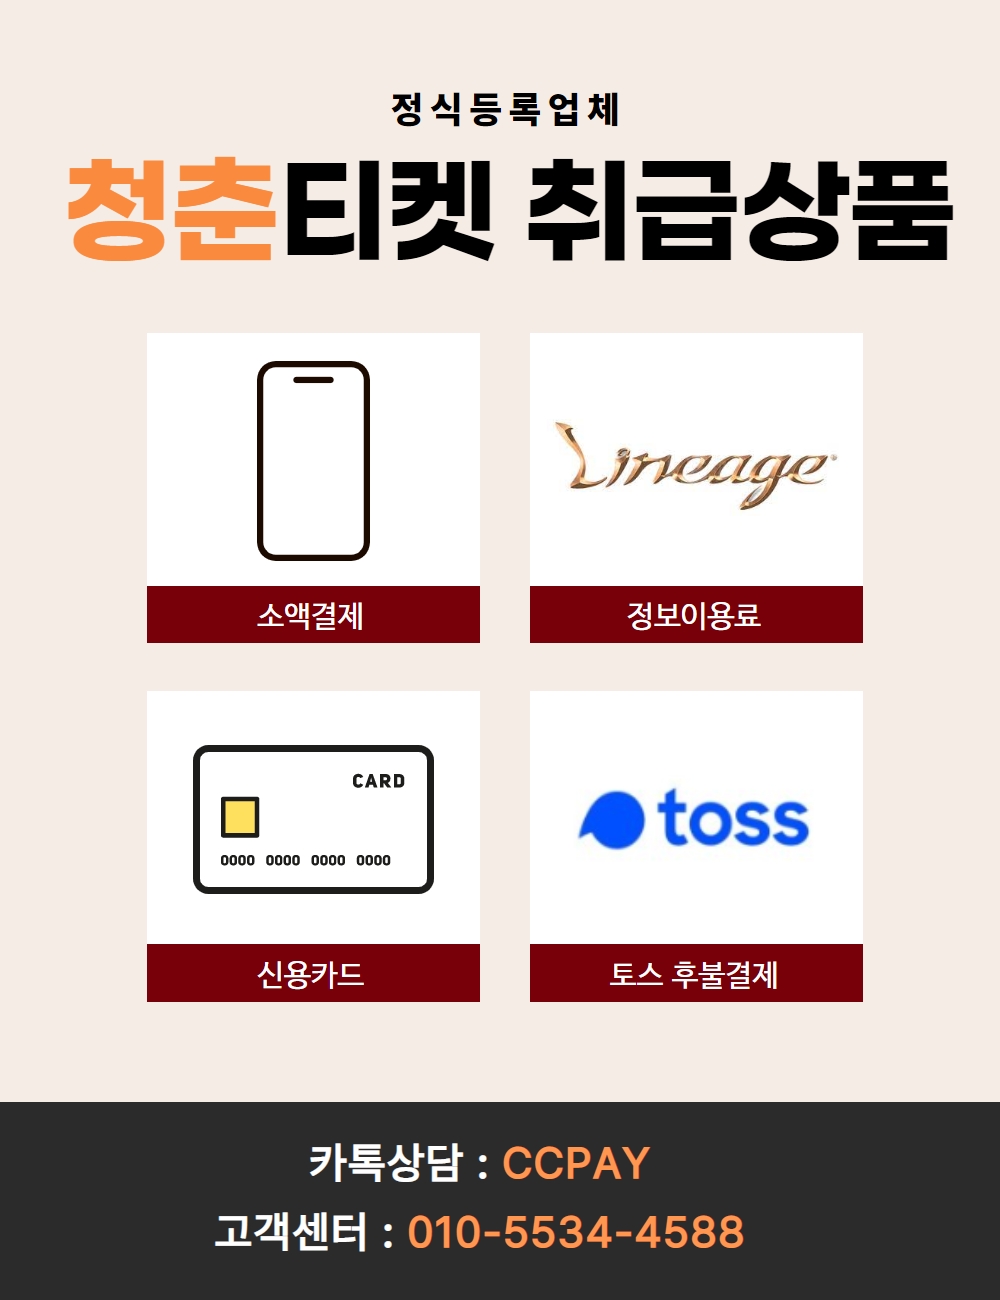 정식등록업체
청춘티켓 취급상품
Lineage
소액결제
정보이용료
CARD
0000 0000 0000 0000
toss
신용카드
토스 후불결제
카톡상담 : CCPAY
고객센터 : 010-5534-4588